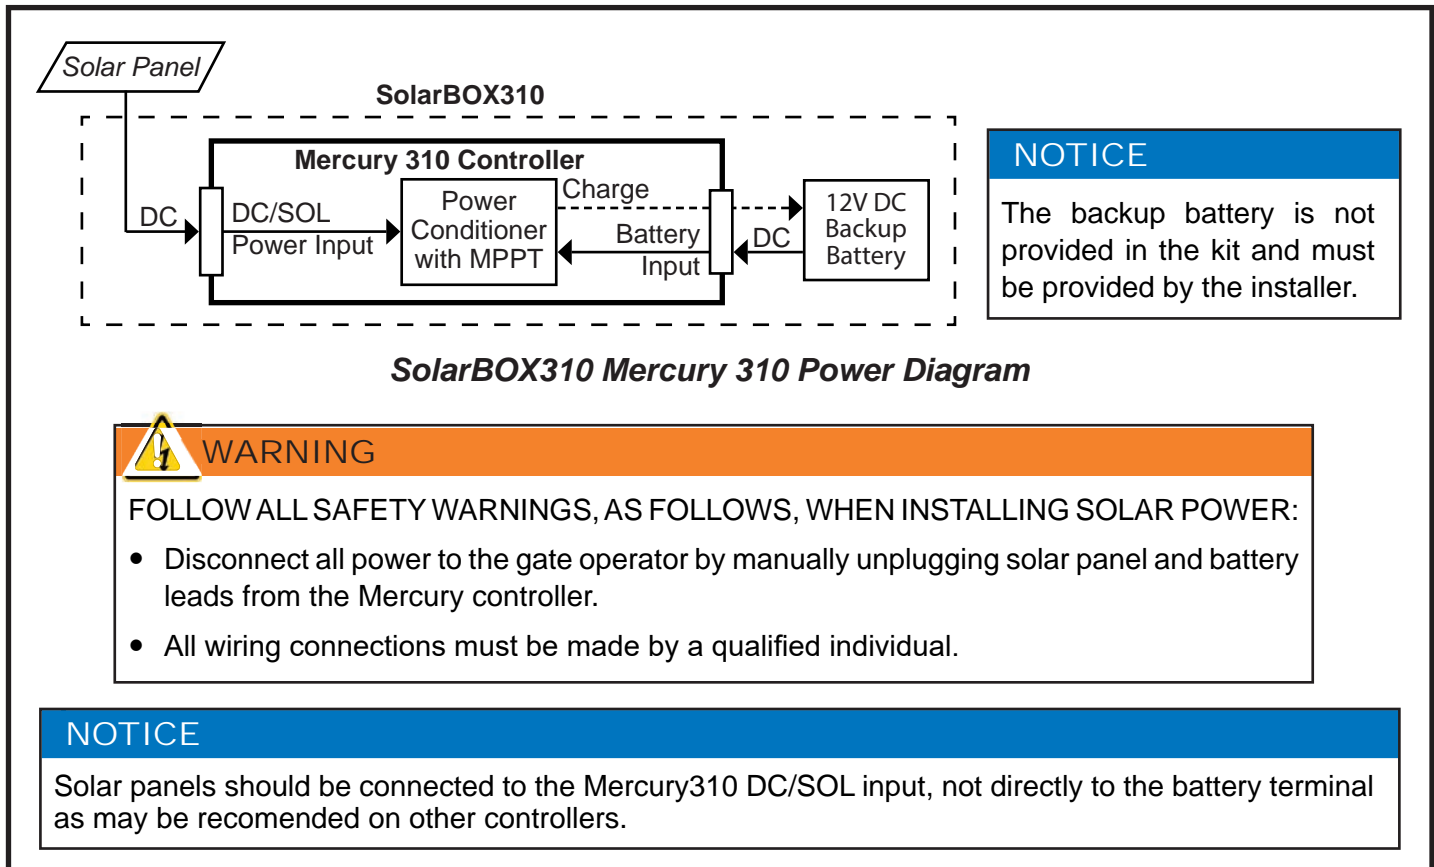 Solar Panel
SolarBOX310
Mercury 310 Controller
DC
DC/SOL
Power Input
Power
Conditioner
with MPPT
Charge
Battery
Input
DC
12V DC
Backup
Battery
NOTICE
The backup battery is not
provided in the kit and must
be provided by the installer.
SolarBOX310 Mercury 310 Power Diagram
WARNING
FOLLOW ALL SAFETY WARNINGS, AS FOLLOWS, WHEN INSTALLING SOLAR POWER:
• Disconnect all power to the gate operator by manually unplugging solar panel and battery
leads from the Mercury controller.
• All wiring connections must be made by a qualified individual.
NOTICE
Solar panels should be connected to the Mercury310 DC/SOL input, not directly to the battery terminal
as may be recomended on other controllers.